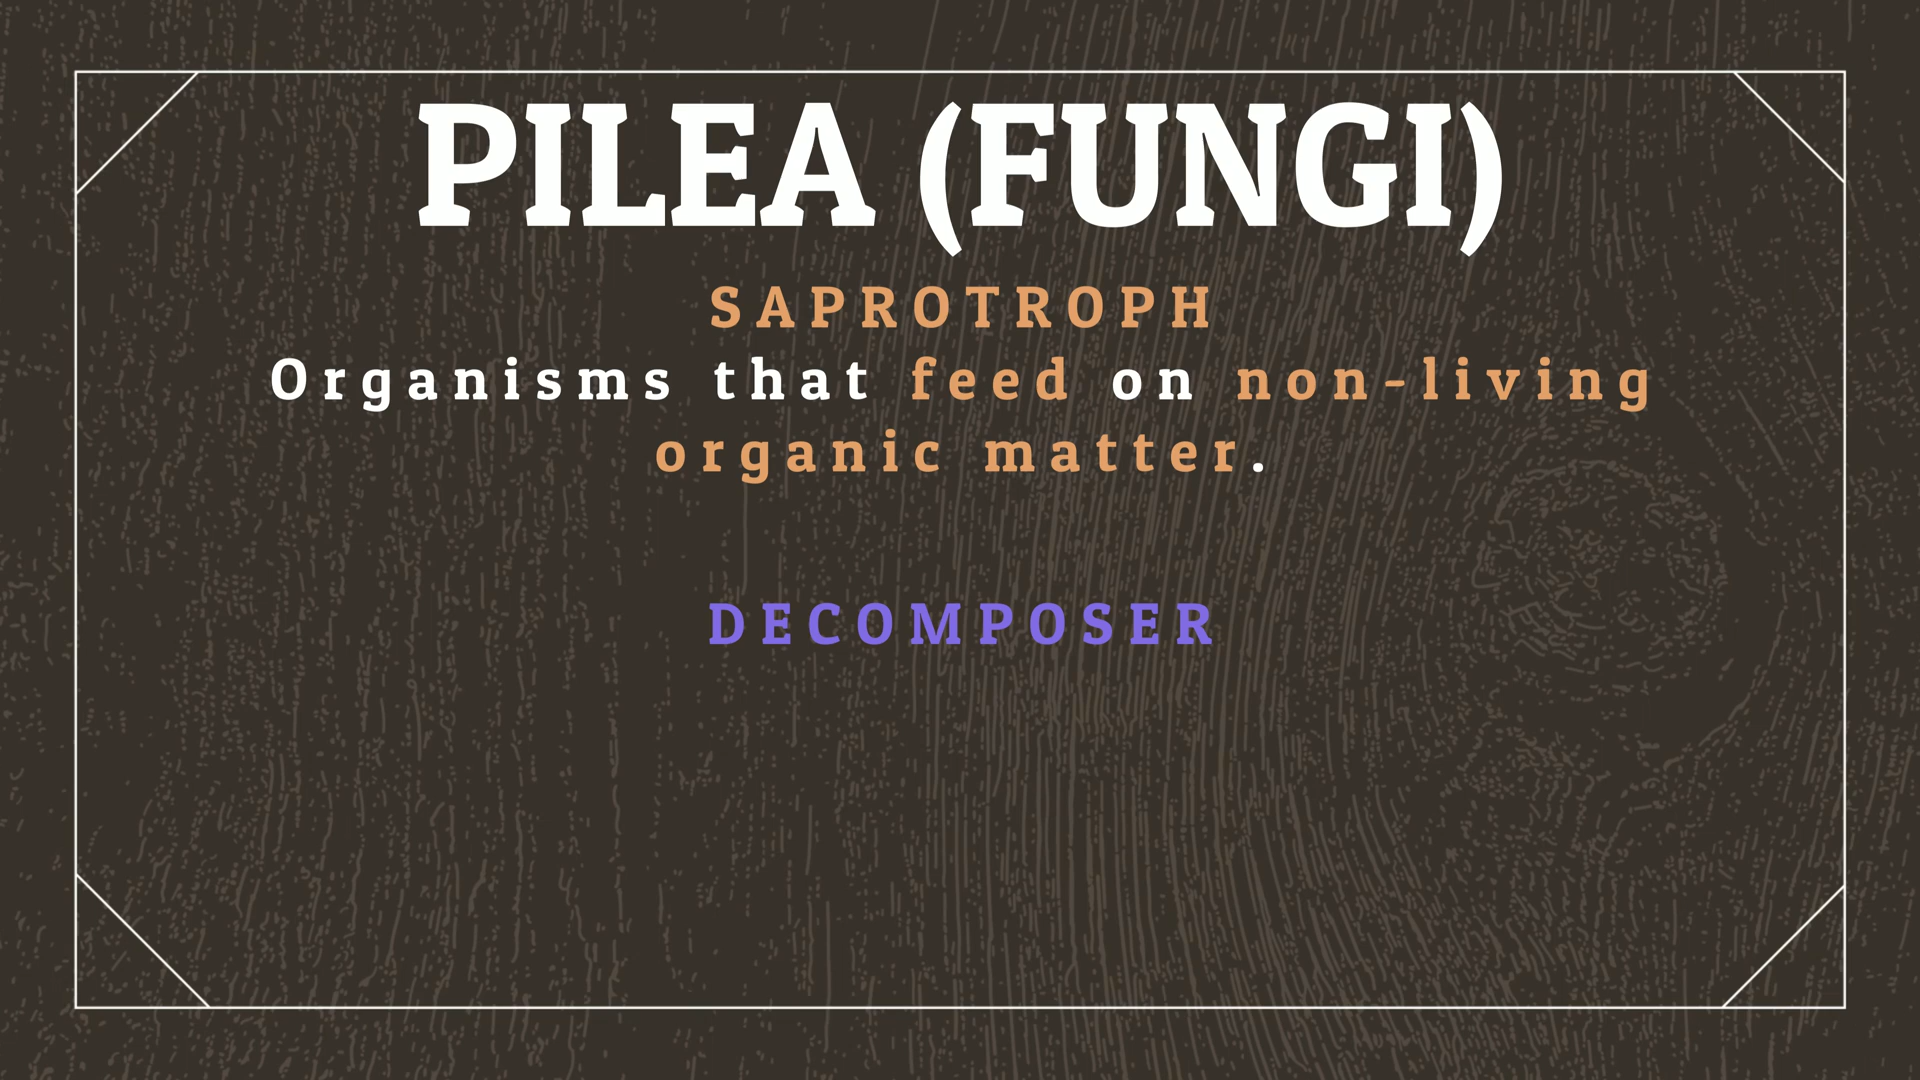 PILEA (FUNGI)
SAPROTROPH
Organisms that feed on non-living
organic matter.
DECOMPOSER